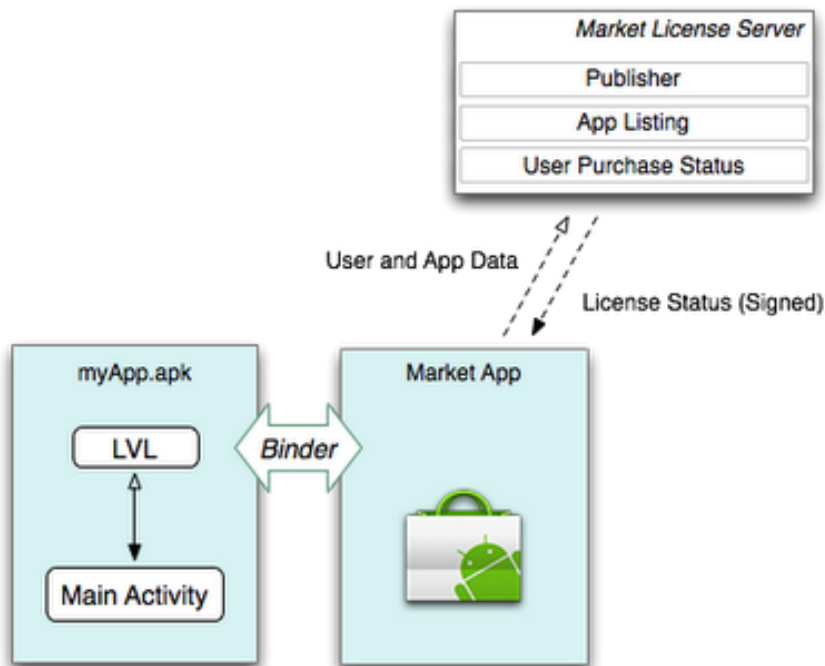 Market License Server
Publisher
App Listing
User Purchase Status
User and App Data
License Status (Signed)
myApp.apk
Market App
LVL
Binder
Main Activity